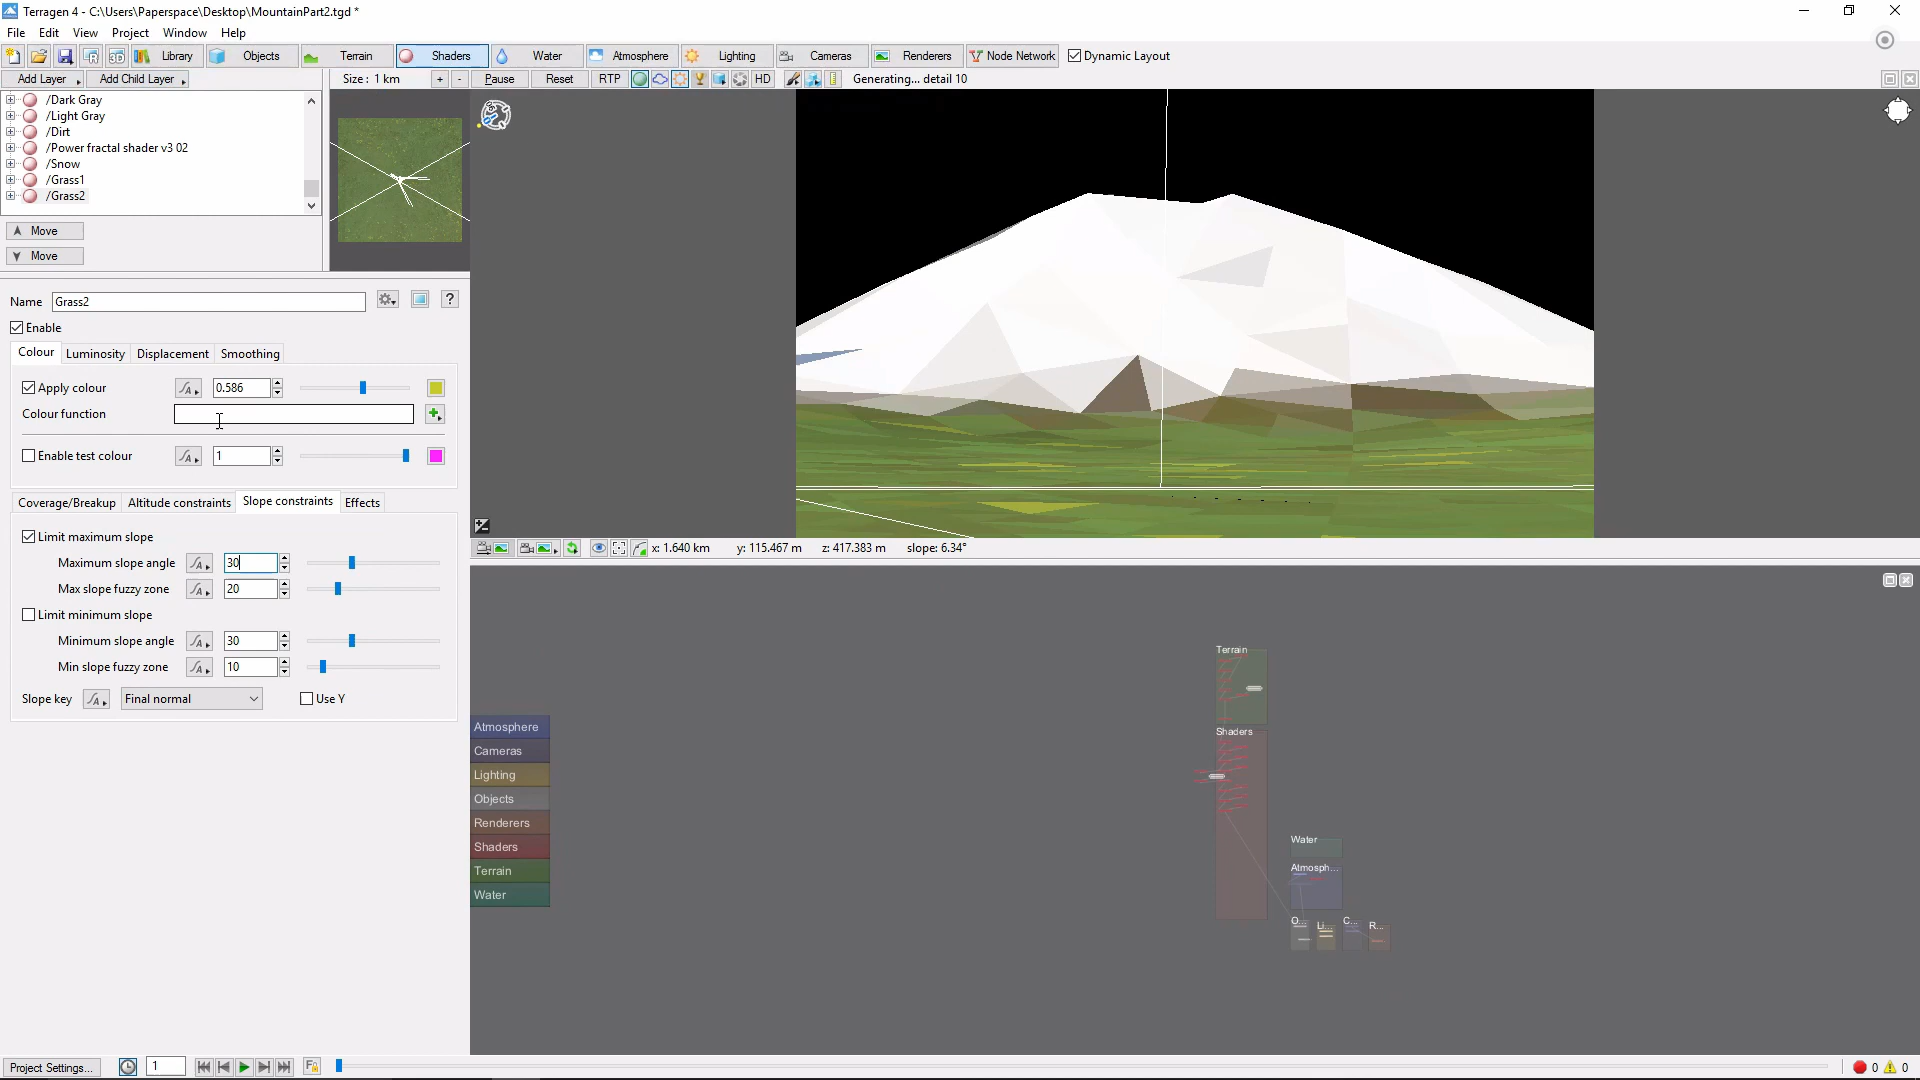 Terragen 4 - C:\Users\Paperspace\Desktop\MountainPart2.tgd *
File Edit View Project Window Help
Library Objects Terrain Shaders Water Atmosphere Lighting Cameras Renderers Node Network Dynamic Layout
Add Layer Add Child Layer Size : 1 km + - Pause Reset RTP HD Generating... detail 10
/Dark Gray
/Light Gray
/Dirt
/Power fractal shader v3 02
/Snow
/Grass1
/Grass2
Move
Move
Name Grass2 ?
Enable
Colour Luminosity Displacement Smoothing
Apply colour 0.586
Colour function
Enable test colour 1
Coverage/Breakup Altitude constraints Slope constraints Effects
Limit maximum slope
Maximum slope angle 30
Max slope fuzzy zone 20
Limit minimum slope
Minimum slope angle 30
Min slope fuzzy zone 10
Slope key Final normal Use Y
x: 1.640 km y: 115.467 m z: 417.383 m slope: 6.34°
Atmosphere
Cameras
Lighting
Objects
Renderers
Shaders
Terrain
Water
Terrain
Shaders
Water
Atmosph...
O... Li... C... R...
Project Settings... 1 0 0